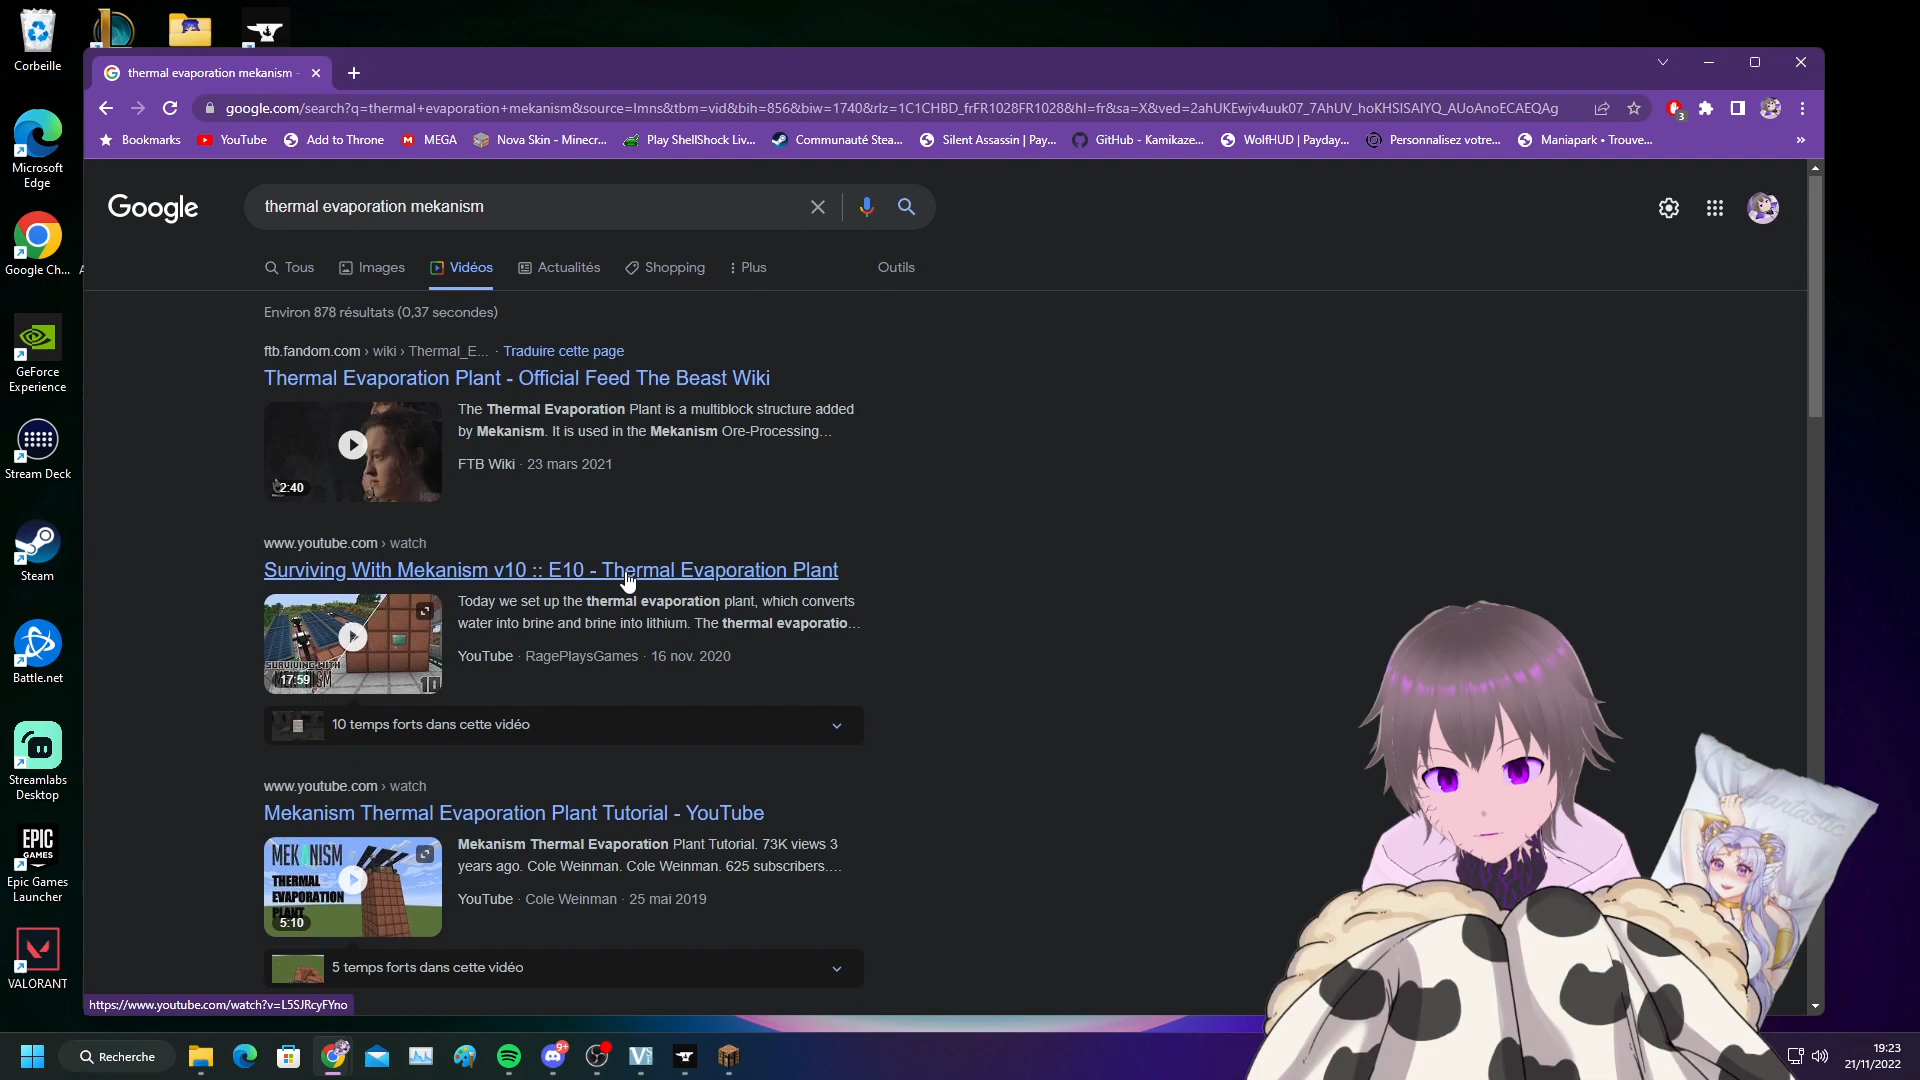 Corbeille
thermal evaporation mekanism -
google.com/search?q=thermal+evaporation+mekanism&source=lmns&tbm=vid&bih=856&biw=1740&rlz=1C1CHBD_frFR1028FR1028&hl=fr&sa=X&ved=2ahUKEwjv4uuk07_7AhUV_hoKHSISAIYQ_AUoAnoECAEQAg
3
Bookmarks
YouTube
Add to Throne
MEGA
Nova Skin - Minecr...
Play ShellShock Liv...
Communauté Stea...
Silent Assassin | Pay...
GitHub - Kamikaze...
WolfHUD | Payday...
Personnalisez votre...
Maniapark • Trouve...
»
Microsoft
Edge
Google Ch...
GeForce
Experience
Stream Deck
Steam
Battle.net
Streamlabs
Desktop
EPIC
GAMES
Epic Games
Launcher
VALORANT
Google
thermal evaporation mekanism
Tous
Images
Vidéos
Actualités
Shopping
Plus
Outils
Environ 878 résultats (0,37 secondes)
ftb.fandom.com › wiki › Thermal_E... · Traduire cette page
Thermal Evaporation Plant - Official Feed The Beast Wiki
2:40
The Thermal Evaporation Plant is a multiblock structure added
by Mekanism. It is used in the Mekanism Ore-Processing...
FTB Wiki · 23 mars 2021
www.youtube.com › watch
Surviving With Mekanism v10 :: E10 - Thermal Evaporation Plant
SURVIVING WITH
MEKANISM
10
17:59
Today we set up the thermal evaporation plant, which converts
water into brine and brine into lithium. The thermal evaporatio...
YouTube · RagePlaysGames · 16 nov. 2020
10 temps forts dans cette vidéo
www.youtube.com › watch
Mekanism Thermal Evaporation Plant Tutorial - YouTube
MEKANISM
THERMAL
EVAPORATION
PLANT
5:10
Mekanism Thermal Evaporation Plant Tutorial. 73K views 3
years ago. Cole Weinman. Cole Weinman. 625 subscribers....
YouTube · Cole Weinman · 25 mai 2019
5 temps forts dans cette vidéo
https://www.youtube.com/watch?v=L5SJRcyFYno
antastic
Recherche
9+
19:23
21/11/2022